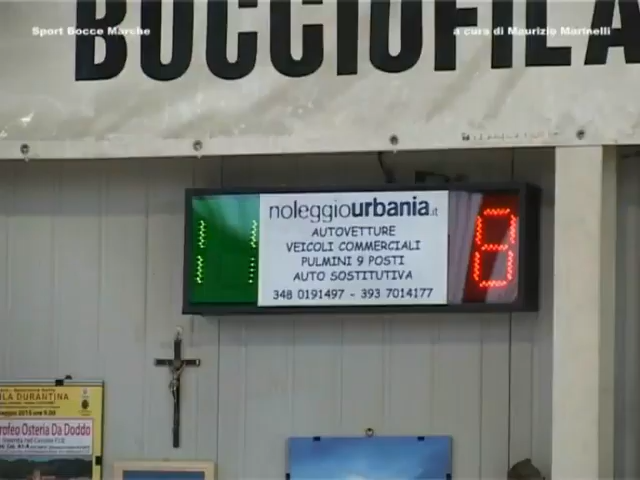 Sport Bocce Marche
a cura di Maurizio Marinelli
BOCCIOFILA
noleggiourbania.it
AUTOVETTURE
VEICOLI COMMERCIALI
PULMINI 9 POSTI
AUTO SOSTITUTIVA
348 0191497 - 393 7014177
11
8
LA DURANTINA
rofeo Osteria Da Doddo